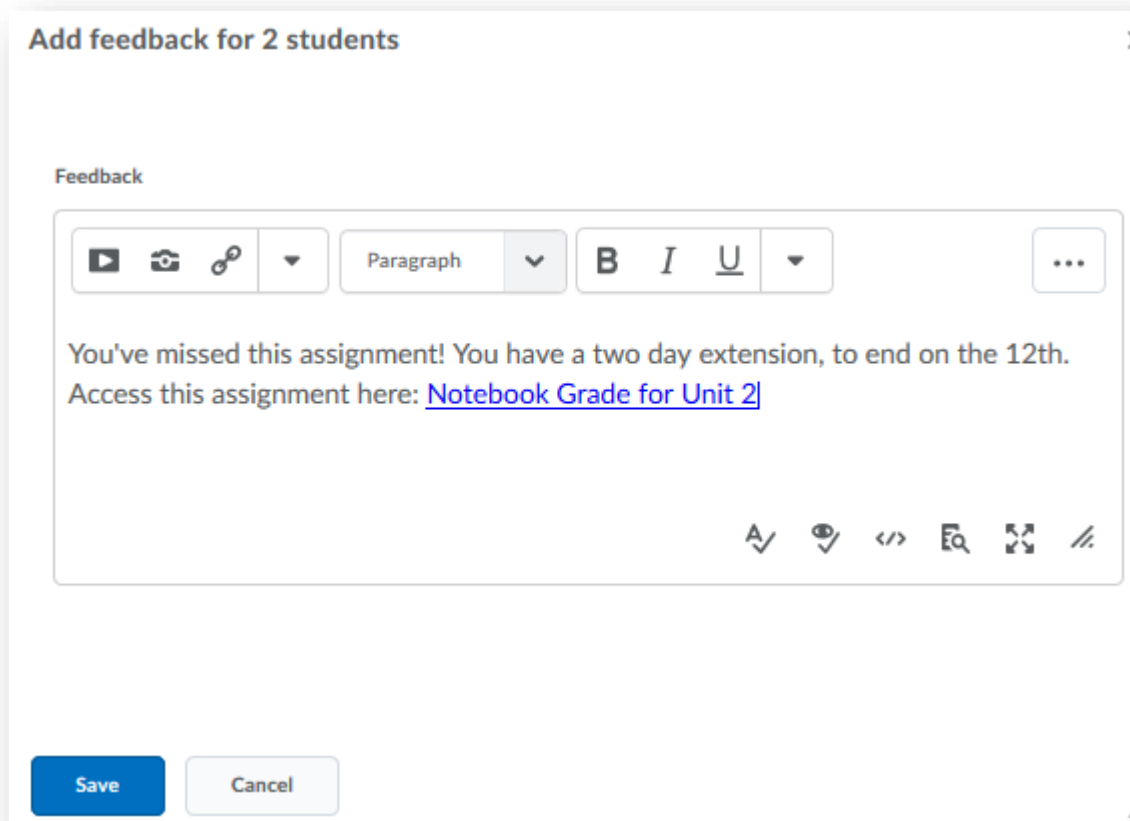 Add feedback for 2 students
Feedback
Paragraph B I U ...
You've missed this assignment! You have a two day extension, to end on the 12th.
Access this assignment here: Notebook Grade for Unit 2
Save Cancel